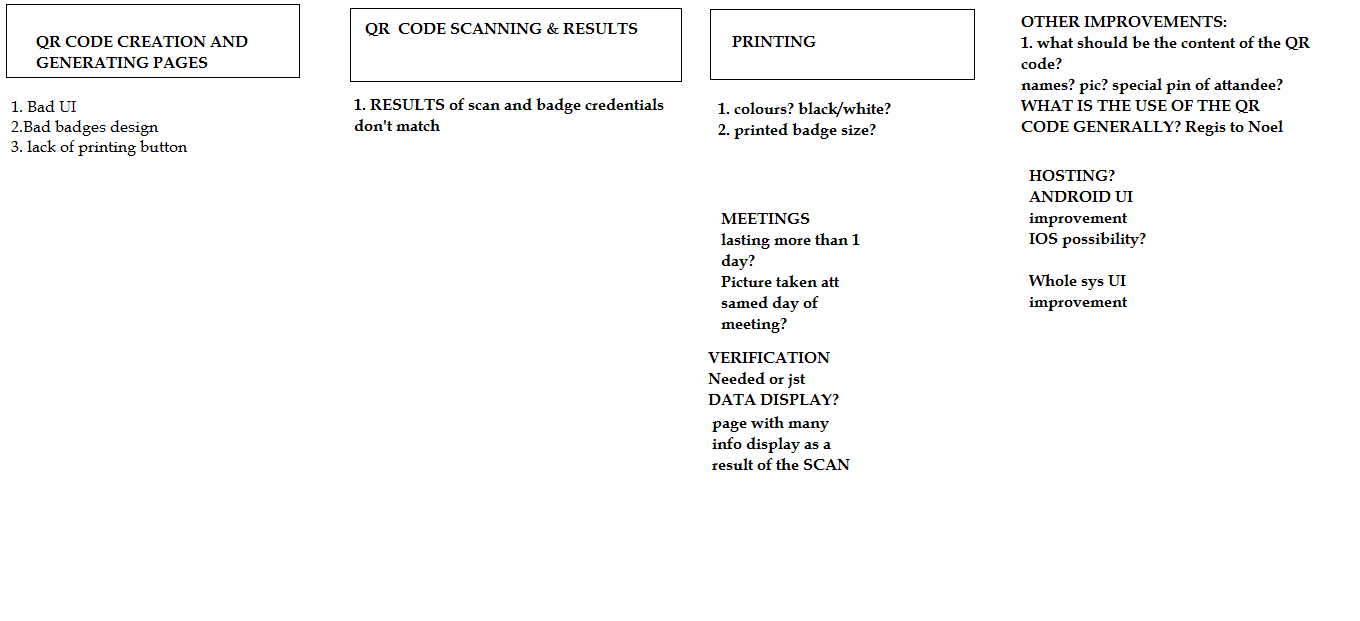 QR CODE CREATION AND
GENERATING PAGES
1. Bad UI
2.Bad badges design
3. lack of printing button
QR  CODE SCANNING & RESULTS
1. RESULTS of scan and badge credentials
don't match
PRINTING
1. colours? black/white?
2. printed badge size?
MEETINGS
lasting more than 1
day?
Picture taken att
samed day of
meeting?
VERIFICATION
Needed or jst
DATA DISPLAY?
page with many
info display as a
result of the SCAN
OTHER IMPROVEMENTS:
1. what should be the content of the QR
code?
names? pic? special pin of attandee?
WHAT IS THE USE OF THE QR
CODE GENERALLY? Regis to Noel
HOSTING?
ANDROID UI
improvement
IOS possibility?
Whole sys UI
improvement